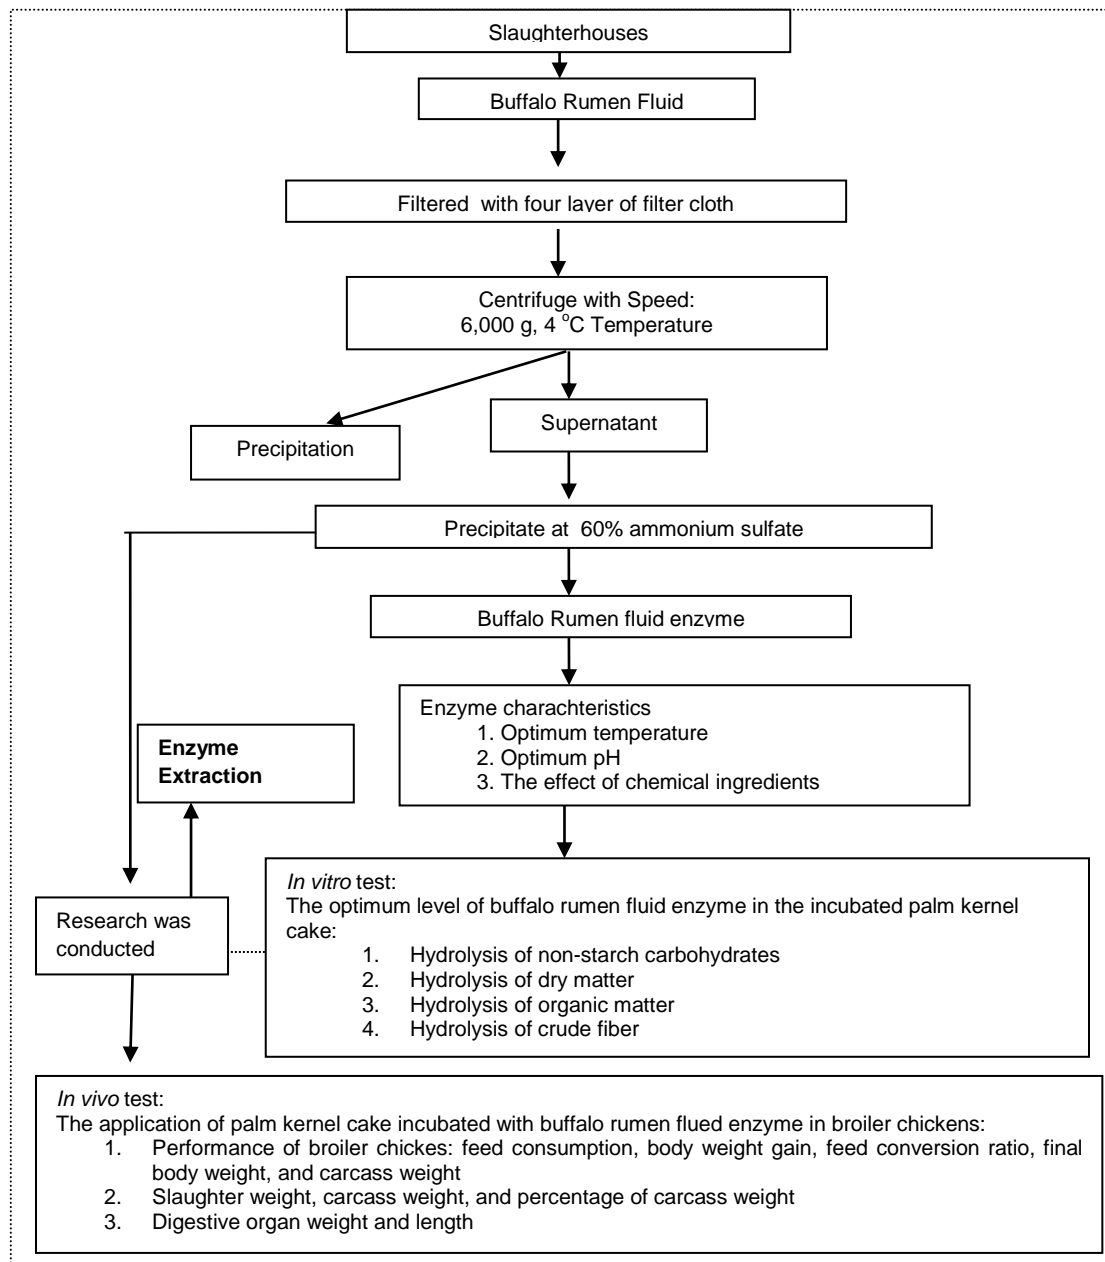 Slaughterhouses
Buffalo Rumen Fluid
Filtered with four layer of filter cloth
Centrifuge with Speed:
6,000 g, 4 °C Temperature
Supernatant
Precipitation
Precipitate at 60% ammonium sulfate
Buffalo Rumen fluid enzyme
Enzyme charachteristics
1. Optimum temperature
2. Optimum pH
3. The effect of chemical ingredients
Enzyme
Extraction
In vitro test:
The optimum level of buffalo rumen fluid enzyme in the incubated palm kernel
cake:
1. Hydrolysis of non-starch carbohydrates
2. Hydrolysis of dry matter
3. Hydrolysis of organic matter
4. Hydrolysis of crude fiber
Research was
conducted
In vivo test:
The application of palm kernel cake incubated with buffalo rumen flued enzyme in broiler chickens:
1. Performance of broiler chickes: feed consumption, body weight gain, feed conversion ratio, final
body weight, and carcass weight
2. Slaughter weight, carcass weight, and percentage of carcass weight
3. Digestive organ weight and length